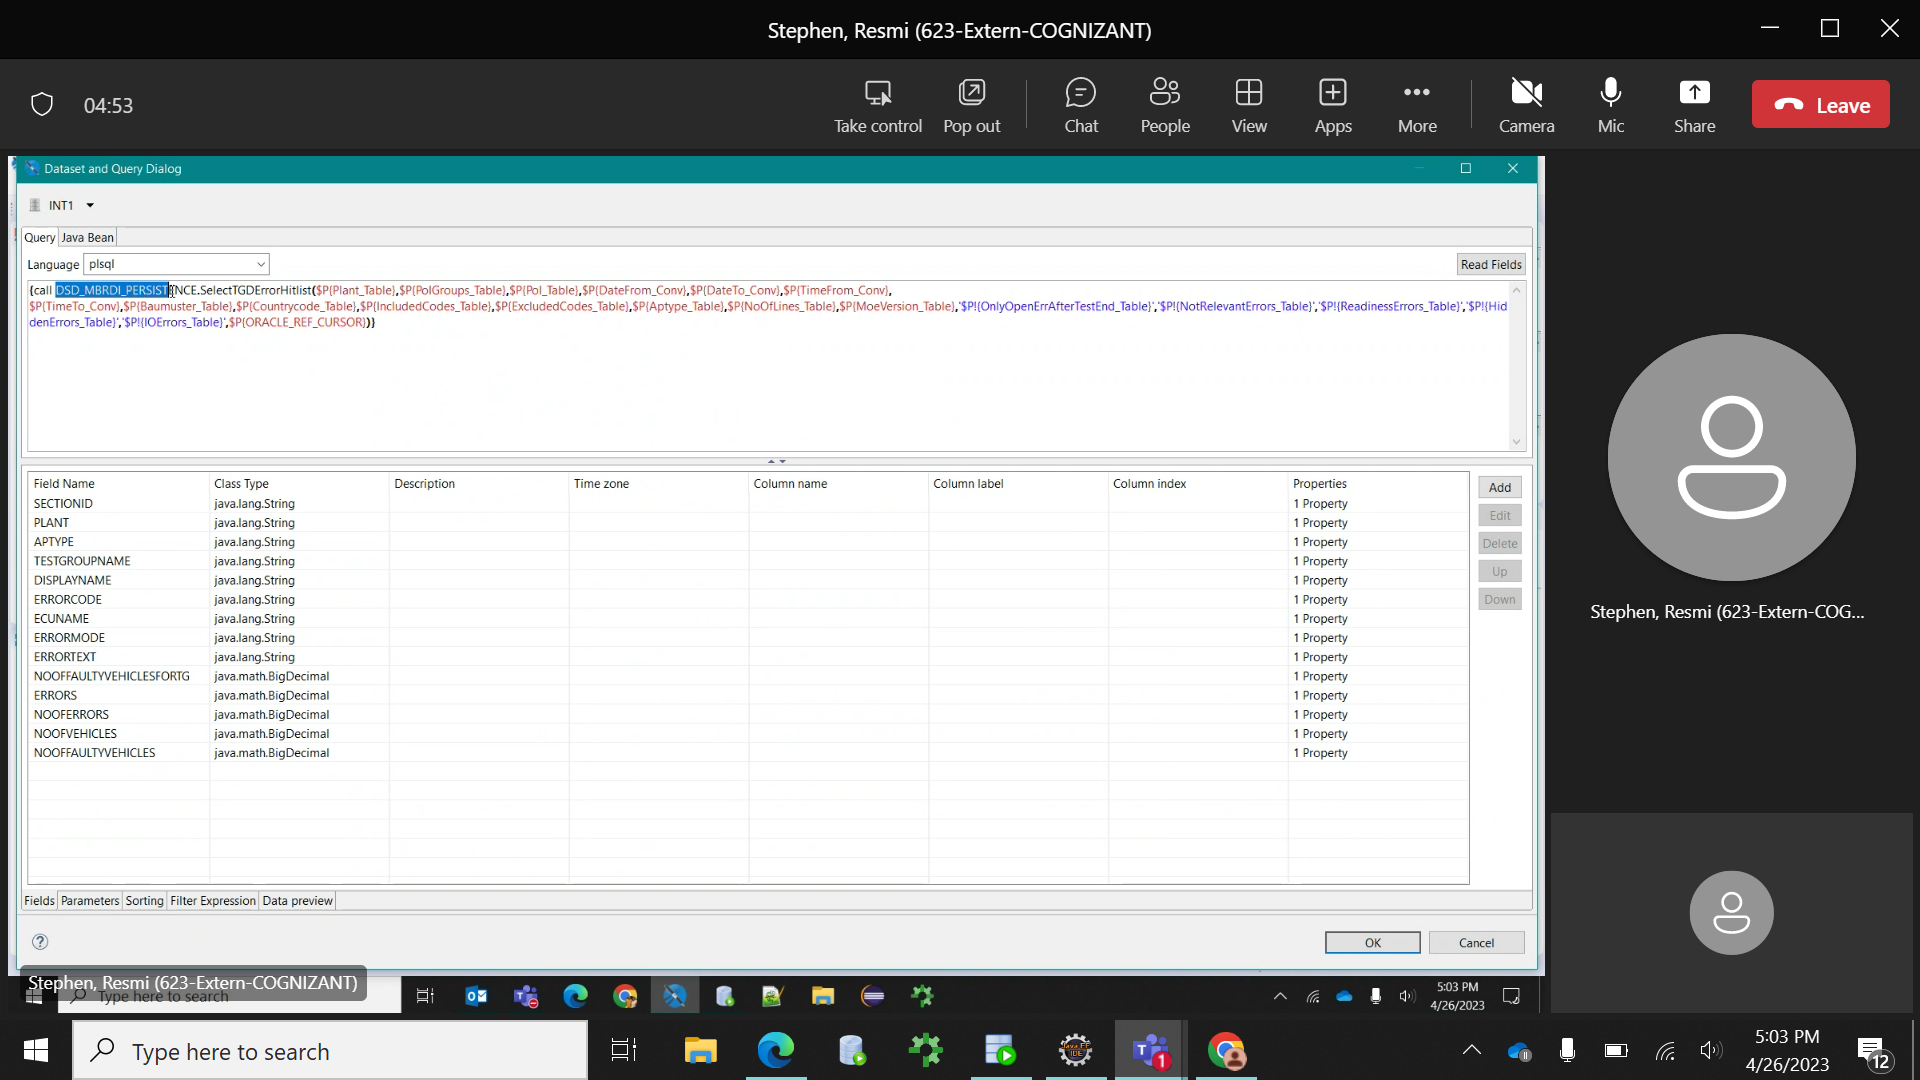 Stephen, Resmi (623-Extern-COGNIZANT)
04:53
Take control
Pop out
Chat
People
View
Apps
More
Camera
Mic
Share
Leave
Dataset and Query Dialog
INT1
Query
Java Bean
Language
plsql
Read Fields
{call DSD_MBRDI_PERSISTENCE.SelectTGDErrorHitlist($P{Plant_Table},$P{PolGroups_Table},$P{Pol_Table},$P{DateFrom_Conv},$P{DateTo_Conv},$P{TimeFrom_Conv},
$P{TimeTo_Conv},$P{Baumuster_Table},$P{Countrycode_Table},$P{IncludedCodes_Table},$P{ExcludedCodes_Table},$P{Aptype_Table},$P{NoOfLines_Table},$P{MoeVersion_Table},'$P!{OnlyOpenErrAfterTestEnd_Table}','$P!{NotRelevantErrors_Table}','$P!{ReadinessErrors_Table}','$P!{Hid
denErrors_Table}','$P!{IOErrors_Table}',$P{ORACLE_REF_CURSOR})}
Field Name Class Type Description Time zone Column name Column label Column index Properties
SECTIONID java.lang.String 1 Property
PLANT java.lang.String 1 Property
APTYPE java.lang.String 1 Property
TESTGROUPNAME java.lang.String 1 Property
DISPLAYNAME java.lang.String 1 Property
ERRORCODE java.lang.String 1 Property
ECUNAME java.lang.String 1 Property
ERRORMODE java.lang.String 1 Property
ERRORTEXT java.lang.String 1 Property
NOOFFAULTYVEHICLESFORTG java.math.BigDecimal 1 Property
ERRORS java.math.BigDecimal 1 Property
NOOFERRORS java.math.BigDecimal 1 Property
NOOFVEHICLES java.math.BigDecimal 1 Property
NOOFFAULTYVEHICLES java.math.BigDecimal 1 Property
Add
Edit
Delete
Up
Down
Fields
Parameters
Sorting
Filter Expression
Data preview
OK
Cancel
Stephen, Resmi (623-Extern-COG...
Stephen, Resmi (623-Extern-COGNIZANT)
Type here to search
5:03 PM
4/26/2023
Type here to search
Java EE
IDE
1
5:03 PM
4/26/2023
12